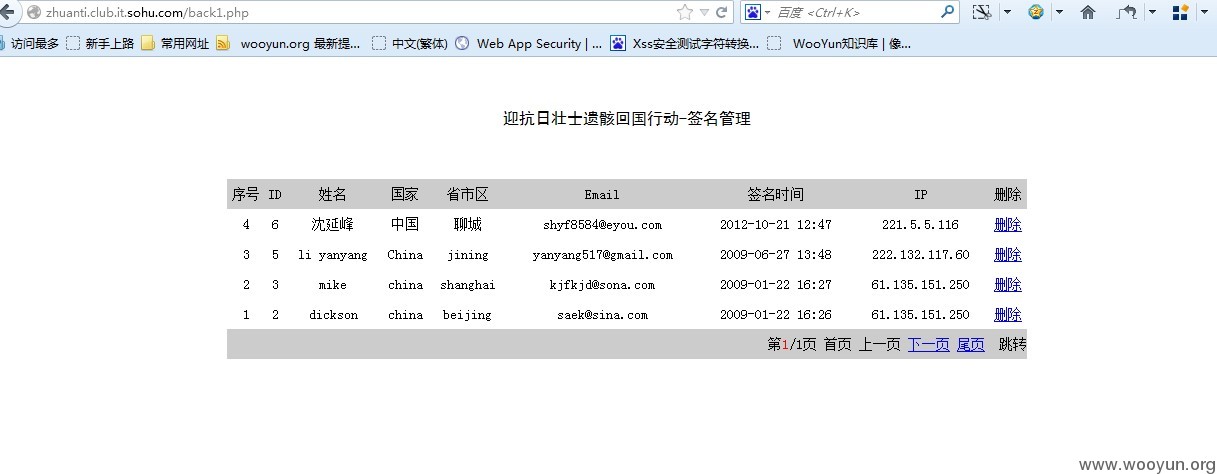 zhuanti.club.it.sohu.com/back1.php 百度 <Ctrl+K>
访问最多 新手上路 常用网址 wooyun.org 最新提... 中文(繁体) Web App Security | ... Xss安全测试字符转换... WooYun知识库 | 像...
迎抗日壮士遗骸回国行动-签名管理
序号 ID 姓名 国家 省市区 Email 签名时间 IP 删除
4 6 沈延峰 中国 聊城 shyf8584@eyou.com 2012-10-21 12:47 221.5.5.116 删除
3 5 li yanyang China jining yanyang517@gmail.com 2009-06-27 13:48 222.132.117.60 删除
2 3 mike china shanghai kjfkjd@sona.com 2009-01-22 16:27 61.135.151.250 删除
1 2 dickson china beijing saek@sina.com 2009-01-22 16:26 61.135.151.250 删除
第1/1页 首页 上一页 下一页 尾页 跳转
www.wooyun.org